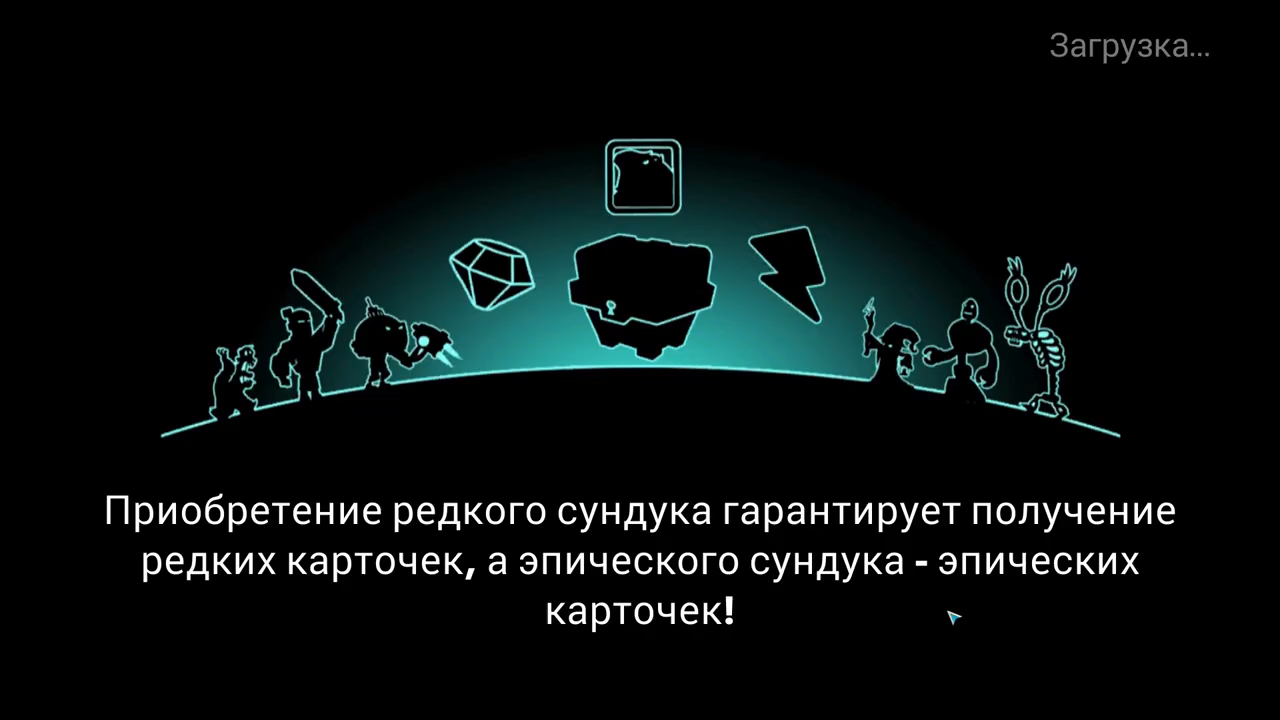 Загрузка...
Приобретение редкого сундука гарантирует получение
редких карточек, а эпического сундука - эпических
карточек!